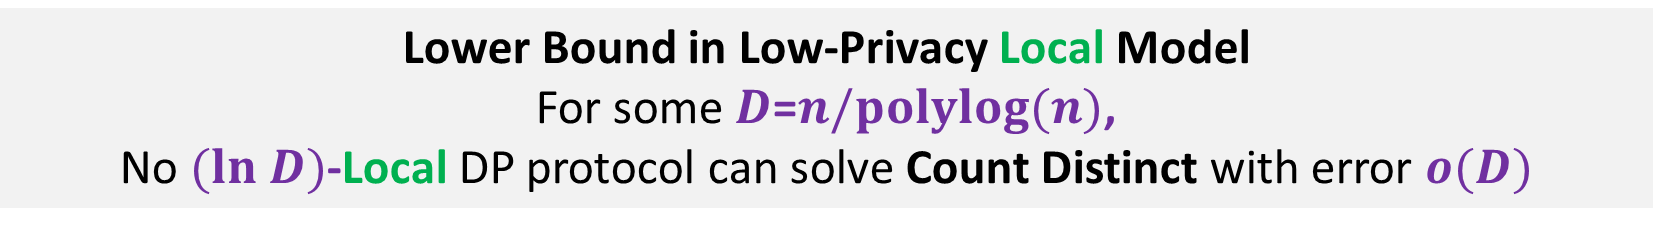 Lower Bound in Low-Privacy Local Model
For some D=n/polylog(n),
No (ln D)-Local DP protocol can solve Count Distinct with error o(D)